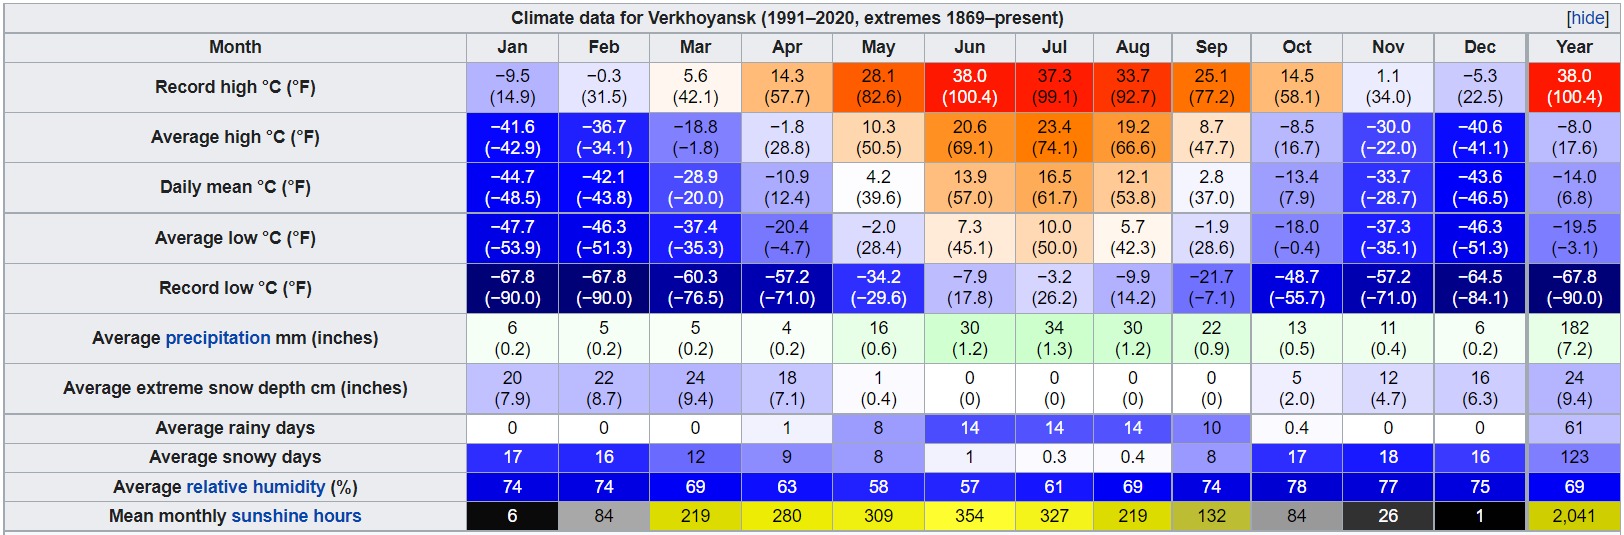 Climate data for Verkhoyansk (1991–2020, extremes 1869–present) [hide]
Month Jan Feb Mar Apr May Jun Jul Aug Sep Oct Nov Dec Year
Record high °C (°F) −9.5 (14.9) −0.3 (31.5) 5.6 (42.1) 14.3 (57.7) 28.1 (82.6) 38.0 (100.4) 37.3 (99.1) 33.7 (92.7) 25.1 (77.2) 14.5 (58.1) 1.1 (34.0) −5.3 (22.5) 38.0 (100.4)
Average high °C (°F) −41.6 (−42.9) −36.7 (−34.1) −18.8 (−1.8) −1.8 (28.8) 10.3 (50.5) 20.6 (69.1) 23.4 (74.1) 19.2 (66.6) 8.7 (47.7) −8.5 (16.7) −30.0 (−22.0) −40.6 (−41.1) −8.0 (17.6)
Daily mean °C (°F) −44.7 (−48.5) −42.1 (−43.8) −28.9 (−20.0) −10.9 (12.4) 4.2 (39.6) 13.9 (57.0) 16.5 (61.7) 12.1 (53.8) 2.8 (37.0) −13.4 (7.9) −33.7 (−28.7) −43.6 (−46.5) −14.0 (6.8)
Average low °C (°F) −47.7 (−53.9) −46.3 (−51.3) −37.4 (−35.3) −20.4 (−4.7) −2.0 (28.4) 7.3 (45.1) 10.0 (50.0) 5.7 (42.3) −1.9 (28.6) −18.0 (−0.4) −37.3 (−35.1) −46.3 (−51.3) −19.5 (−3.1)
Record low °C (°F) −67.8 (−90.0) −67.8 (−90.0) −60.3 (−76.5) −57.2 (−71.0) −34.2 (−29.6) −7.9 (17.8) −3.2 (26.2) −9.9 (14.2) −21.7 (−7.1) −48.7 (−55.7) −57.2 (−71.0) −64.5 (−84.1) −67.8 (−90.0)
Average precipitation mm (inches) 6 (0.2) 5 (0.2) 5 (0.2) 4 (0.2) 16 (0.6) 30 (1.2) 34 (1.3) 30 (1.2) 22 (0.9) 13 (0.5) 11 (0.4) 6 (0.2) 182 (7.2)
Average extreme snow depth cm (inches) 20 (7.9) 22 (8.7) 24 (9.4) 18 (7.1) 1 (0.4) 0 (0) 0 (0) 0 (0) 0 (0) 5 (2.0) 12 (4.7) 16 (6.3) 24 (9.4)
Average rainy days 0 0 0 1 8 14 14 14 10 0.4 0 0 61
Average snowy days 17 16 12 9 8 1 0.3 0.4 8 17 18 16 123
Average relative humidity (%) 74 74 69 63 58 57 61 69 74 78 77 75 69
Mean monthly sunshine hours 6 84 219 280 309 354 327 219 132 84 26 1 2,041